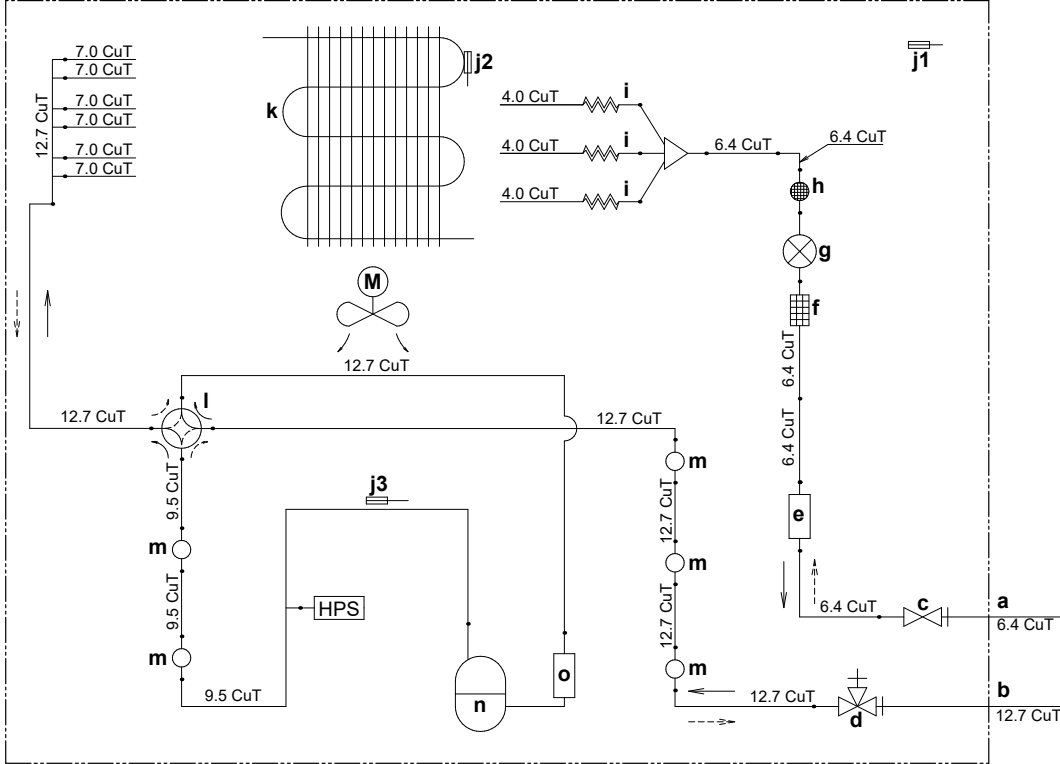 7.0 CuT
7.0 CuT
7.0 CuT
7.0 CuT
7.0 CuT
7.0 CuT
12.7 CuT
k
j2
j1
4.0 CuT
i
4.0 CuT
i
4.0 CuT
i
6.4 CuT
6.4 CuT
h
g
f
M
12.7 CuT
6.4 CuT
12.7 CuT
l
12.7 CuT
6.4 CuT
m
9.5 CuT
j3
12.7 CuT
e
m
m
9.5 CuT
HPS
12.7 CuT
6.4 CuT
c
a
6.4 CuT
m
m
9.5 CuT
n
o
12.7 CuT
d
b
12.7 CuT